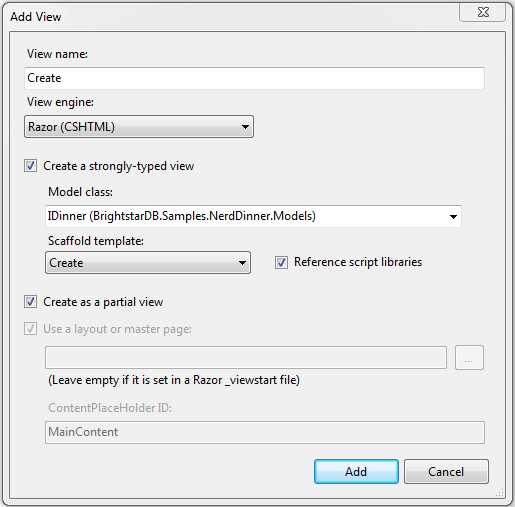 Add View
View name:
Create
View engine:
Razor (CSHTML)
Create a strongly-typed view
Model class:
IDinner (BrightstarDB.Samples.NerdDinner.Models)
Scaffold template:
Create
Reference script libraries
Create as a partial view
Use a layout or master page:
...
(Leave empty if it is set in a Razor _viewstart file)
ContentPlaceHolder ID:
MainContent
Add
Cancel